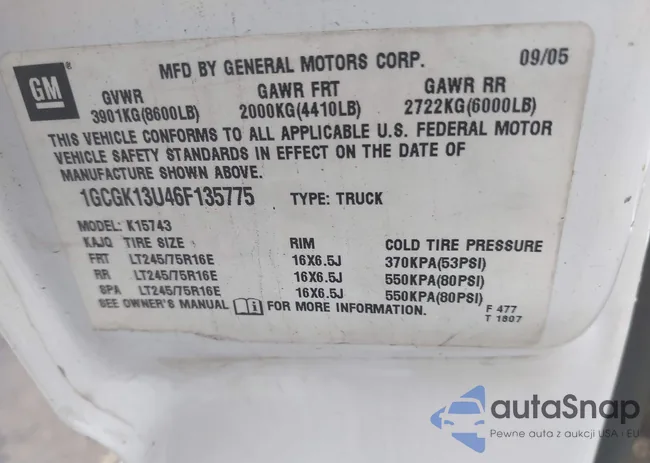 GM
MFD BY GENERAL MOTORS CORP. 09/05
GVWR GAWR FRT GAWR RR
3901KG(8600LB) 2000KG(4410LB) 2722KG(6000LB)
THIS VEHICLE CONFORMS TO ALL APPLICABLE U.S. FEDERAL MOTOR
VEHICLE SAFETY STANDARDS IN EFFECT ON THE DATE OF
MANUFACTURE SHOWN ABOVE.
1GCGK13U46F135775 TYPE: TRUCK
MODEL: K15743
KAJQ TIRE SIZE RIM COLD TIRE PRESSURE
FRT LT245/75R16E 16X6.5J 370KPA(53PSI)
RR LT245/75R16E 16X6.5J 550KPA(80PSI)
SPA LT245/75R16E 16X6.5J 550KPA(80PSI)
SEE OWNER'S MANUAL FOR MORE INFORMATION.
F 477
T 1807
autaSnap
Pewne auta z aukcji USA i EU